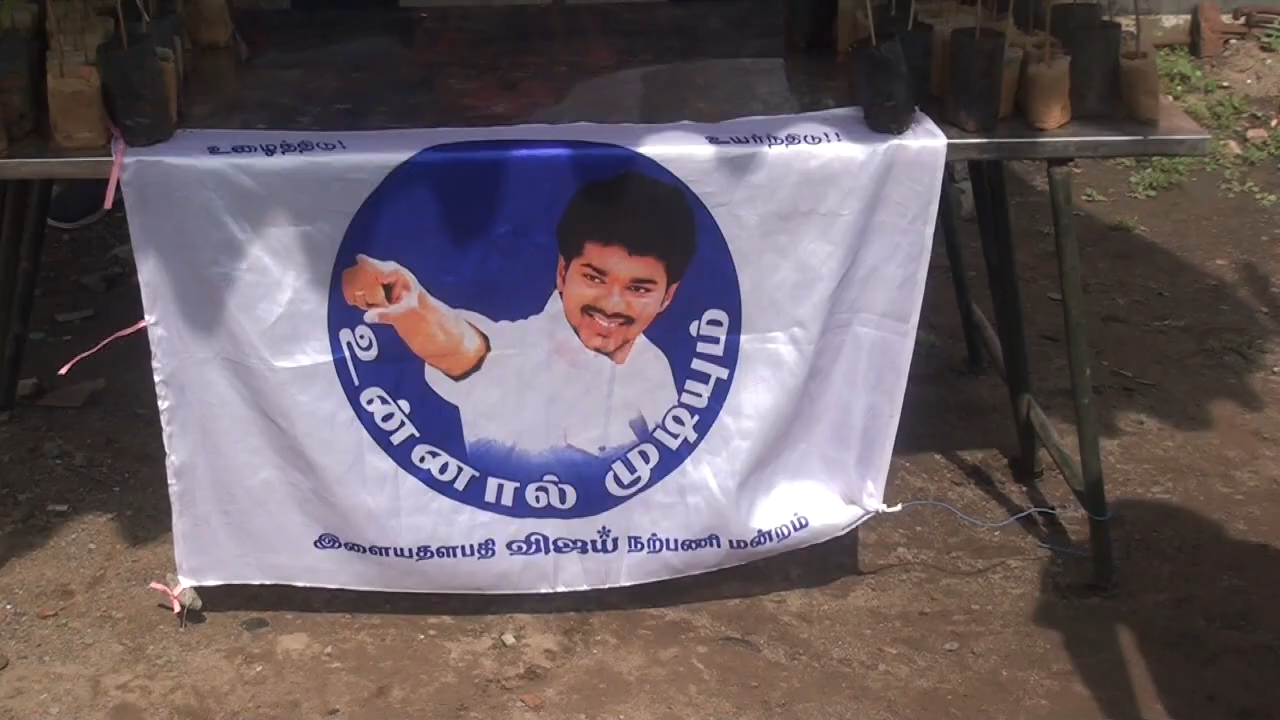 உழைத்திடு!
உயர்ந்திடு!!
உன்னால் முடியும்
இளையதளபதி விஜய் நற்பணி மன்றம்